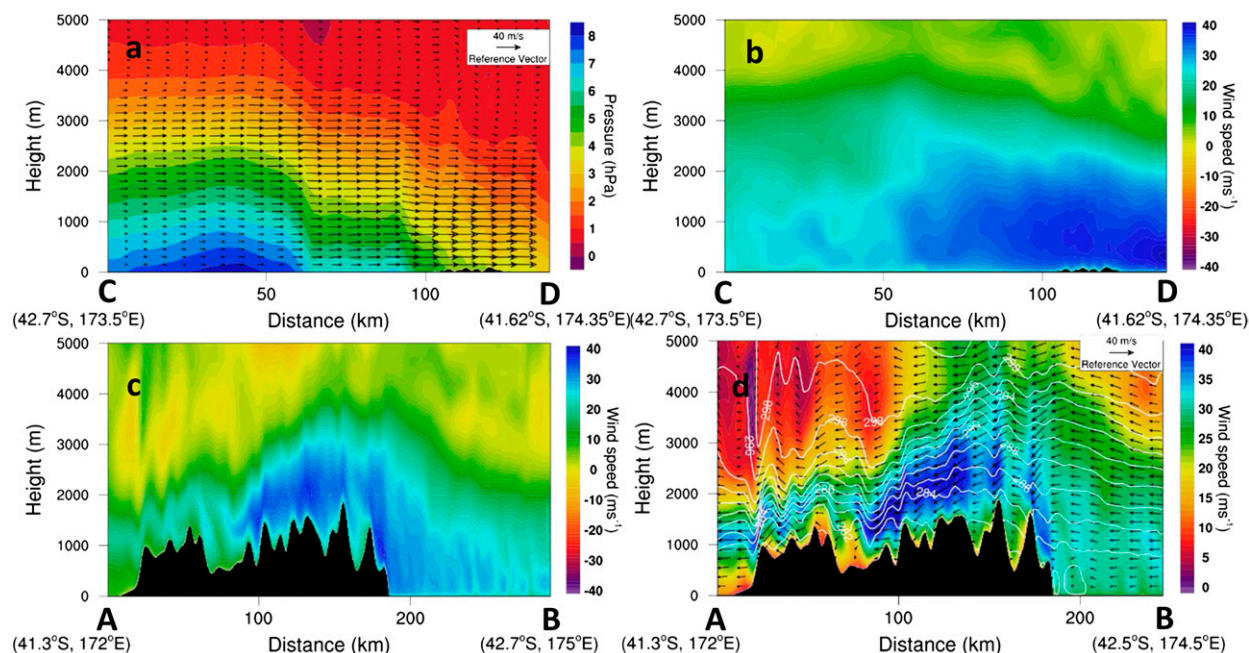 a
40 m/s
Reference Vector
Height (m)
5000
4000
3000
2000
1000
0
50
100
C
D
Distance (km)
(42.7°S, 173.5°E)
(41.62°S, 174.35°E)
Pressure (hPa)
8
7
6
5
4
3
2
1
0
b
Height (m)
5000
4000
3000
2000
1000
0
50
100
C
D
Distance (km)
(42.7°S, 173.5°E)
(41.62°S, 174.35°E)
Wind speed (ms⁻¹)
40
30
20
10
0
-10
-20
-30
-40
c
Height (m)
5000
4000
3000
2000
1000
0
100
200
A
B
Distance (km)
(41.3°S, 172°E)
(42.7°S, 175°E)
Wind speed (ms⁻¹)
40
30
20
10
0
-10
-20
-30
-40
d
40 m/s
Reference Vector
Height (m)
5000
4000
3000
2000
1000
0
298
298
284
284
100
200
A
B
Distance (km)
(41.3°S, 172°E)
(42.5°S, 174.5°E)
Wind speed (ms⁻¹)
40
35
30
25
20
15
10
5
0